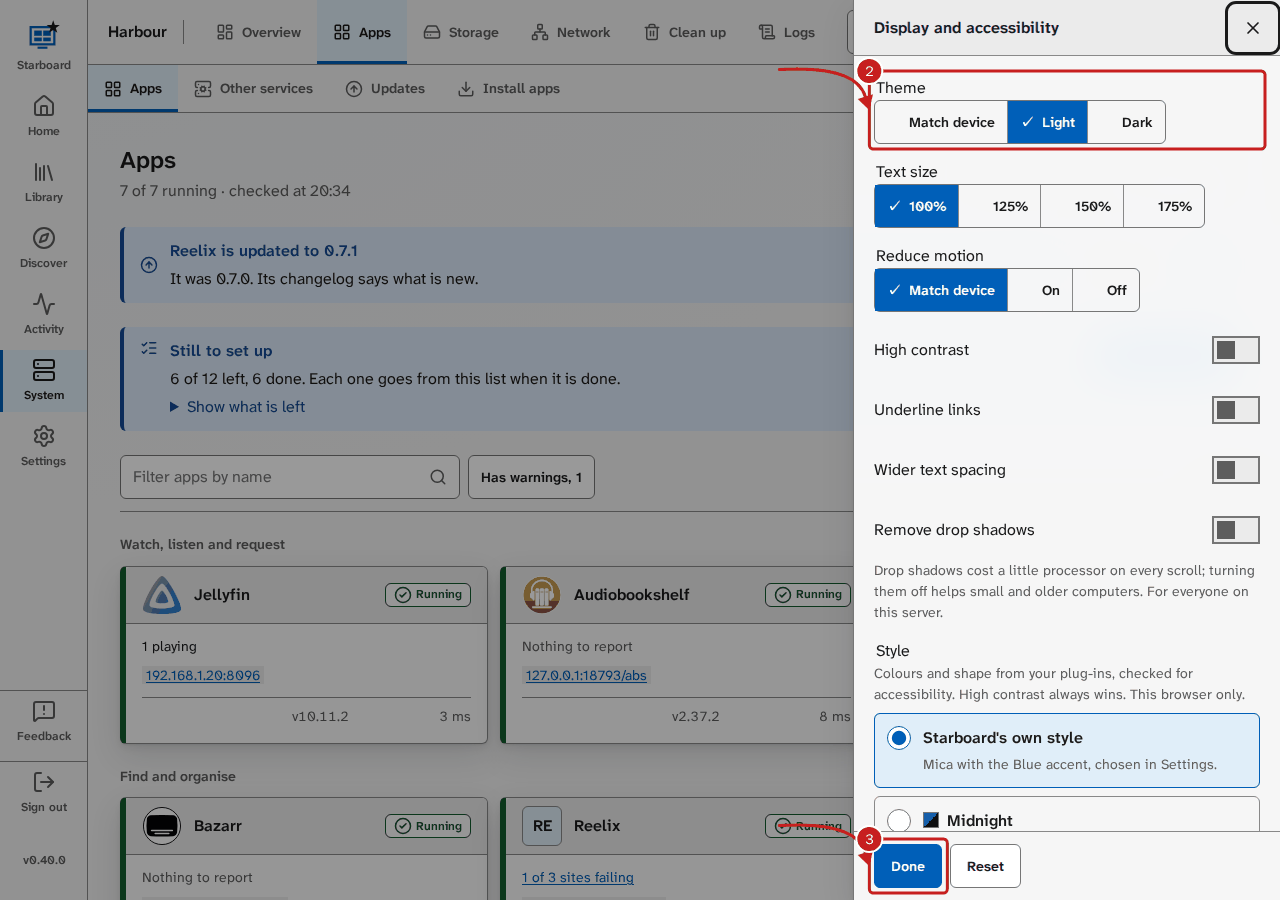 Starboard
Home
Library
Discover
Activity
System
Settings
Feedback
Sign out
v0.40.0
Harbour
Overview
Apps
Storage
Network
Clean up
Logs
Apps
Other services
Updates
Install apps
Apps
7 of 7 running · checked at 20:34
Reelix is updated to 0.7.1
It was 0.7.0. Its changelog says what is new.
Still to set up
6 of 12 left, 6 done. Each one goes from this list when it is done.
Show what is left
Filter apps by name
Has warnings, 1
Watch, listen and request
Jellyfin
Running
1 playing
192.168.1.20:8096
v10.11.2
3 ms
Audiobookshelf
Running
Nothing to report
127.0.0.1:18793/abs
v2.37.2
8 ms
Find and organise
Bazarr
Running
Nothing to report
RE
Reelix
Running
1 of 3 sites failing
Display and accessibility
2
Theme
Match device
✓ Light
Dark
Text size
✓ 100%
125%
150%
175%
Reduce motion
✓ Match device
On
Off
High contrast
Underline links
Wider text spacing
Remove drop shadows
Drop shadows cost a little processor on every scroll; turning
them off helps small and older computers. For everyone on
this server.
Style
Colours and shape from your plug-ins, checked for
accessibility. High contrast always wins. This browser only.
Starboard's own style
Mica with the Blue accent, chosen in Settings.
Midnight
3
Done
Reset